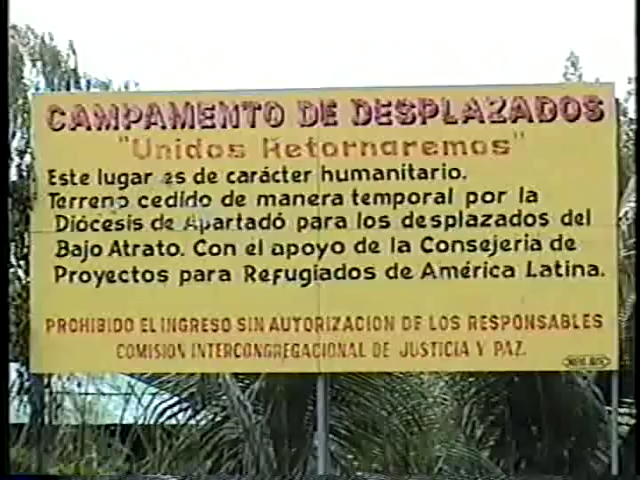 CAMPAMENTO DE DESPLAZADOS
"Unidos Retornaremos"
Este lugar es de carácter humanitario.
Terreno cedido de manera temporal por la
Diócesis de Apartadó para los desplazados del
Bajo Atrato. Con el apoyo de la Consejeria de
Proyectos para Refugiados de América Latina.
PROHIBIDO EL INGRESO SIN AUTORIZACION DE LOS RESPONSABLES
COMISION INTERCONGREGACIONAL DE JUSTICIA Y PAZ.